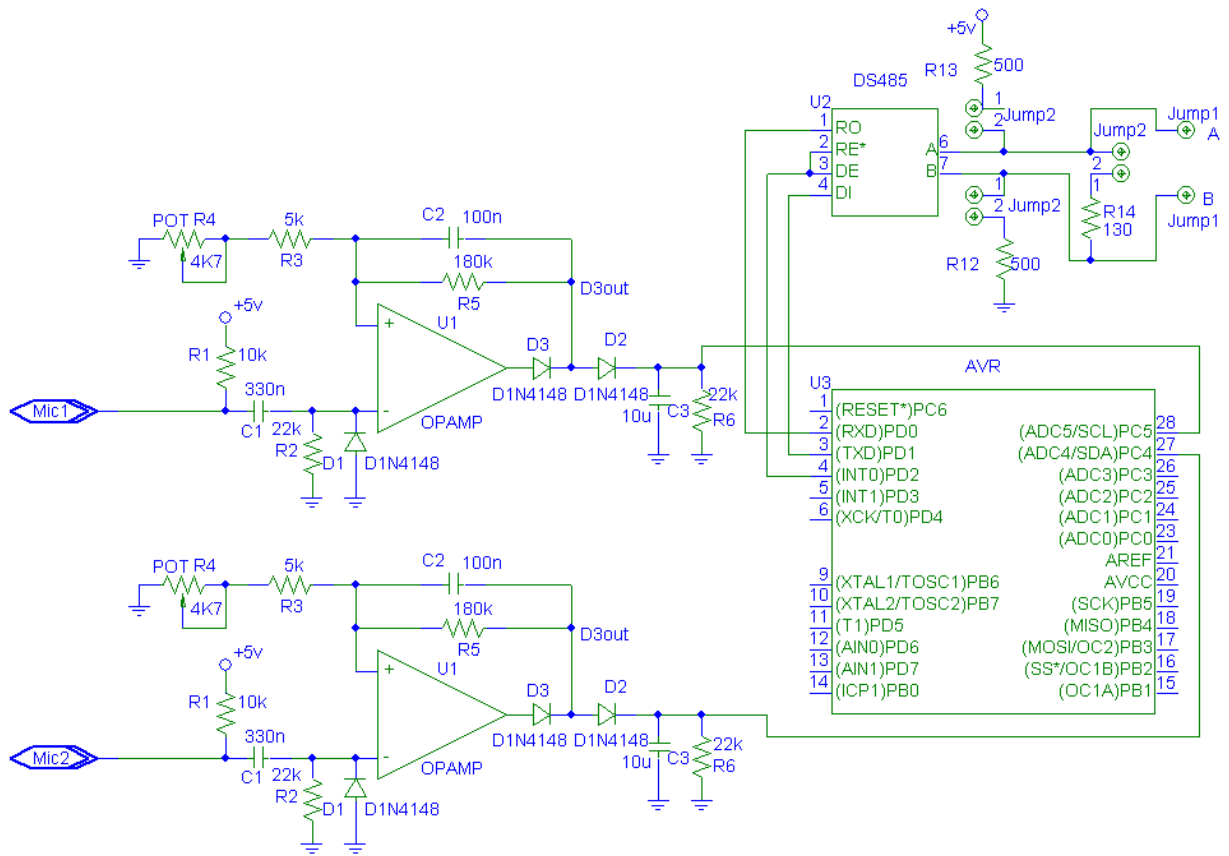 +5v
R13
500
DS485
U2
1
2
Jump2
1 RO
2 RE*
3 DE
4 DI
A 6
B 7
Jump2
2
1
Jump1
A
B
Jump1
R14
130
1
2
Jump2
R12
500
POT R4
4K7
5k
R3
C2
100n
180k
R5
D3out
U1
+
-
OPAMP
+5v
R1
10k
330n
C1
22k
R2
D1
D1N4148
Mic1
D3
D1N4148
D2
D1N4148
10u
C3
22k
R6
AVR
U3
1 (RESET*)PC6
2 (RXD)PD0
3 (TXD)PD1
4 (INT0)PD2
5 (INT1)PD3
6 (XCK/T0)PD4
9 (XTAL1/TOSC1)PB6
10 (XTAL2/TOSC2)PB7
11 (T1)PD5
12 (AIN0)PD6
13 (AIN1)PD7
14 (ICP1)PB0
(ADC5/SCL)PC5 28
(ADC4/SDA)PC4 27
(ADC3)PC3 26
(ADC2)PC2 25
(ADC1)PC1 24
(ADC0)PC0 23
AREF 21
AVCC 20
(SCK)PB5 19
(MISO)PB4 18
(MOSI/OC2)PB3 17
(SS*/OC1B)PB2 16
(OC1A)PB1 15
POT R4
4K7
5k
R3
C2
100n
180k
R5
D3out
U1
+
-
OPAMP
+5v
R1
10k
330n
C1
22k
R2
D1
D1N4148
Mic2
D3
D1N4148
D2
D1N4148
10u
C3
22k
R6